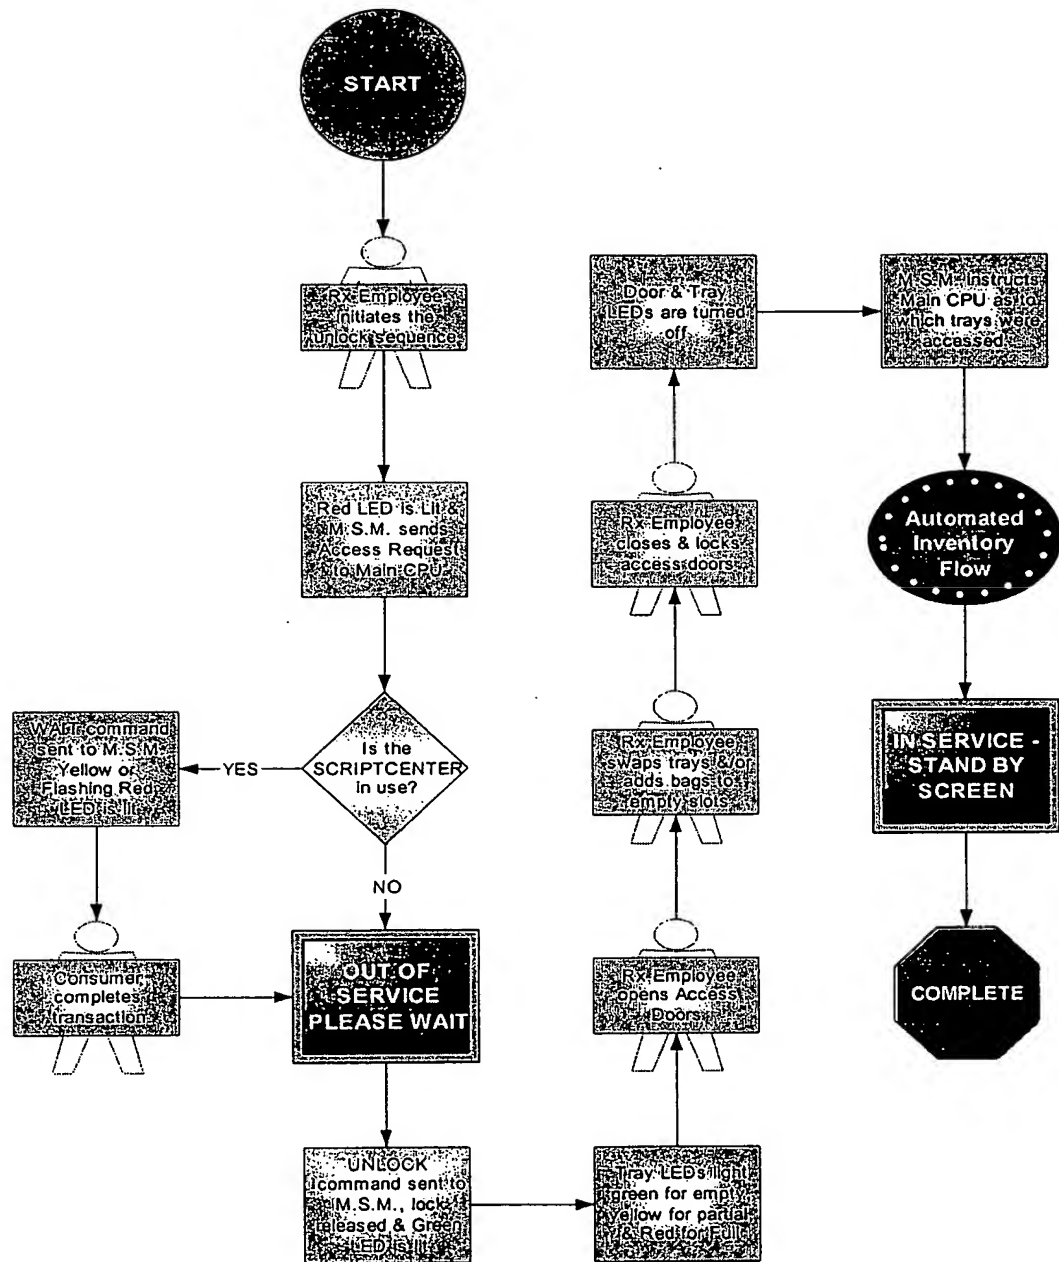 START
Rx Employee
initiates the
unlock sequence
Red LED is Lit &
M.S.M. sends
Access Request
to Main CPU
Is the
SCRIPTCENTER
in use?
YES
WAIT command
sent to M.S.M.
Yellow or
Flashing Red
LED is lit
Consumer
completes
transaction
NO
OUT OF
SERVICE
PLEASE WAIT
UNLOCK
command sent to
M.S.M., lock
released & Green
LED is lit
Tray LEDs light
green for empty
yellow for partial
& Red for Full
Rx Employee
opens Access
Doors
Rx Employee
swaps trays &/or
adds bags to
empty slots
Rx Employee
closes & locks
access doors
Door & Tray
LEDs are turned
off
M.S.M. Instructs
Main CPU as to
which trays were
accessed
Automated
Inventory
Flow
IN SERVICE -
STAND BY
SCREEN
COMPLETE